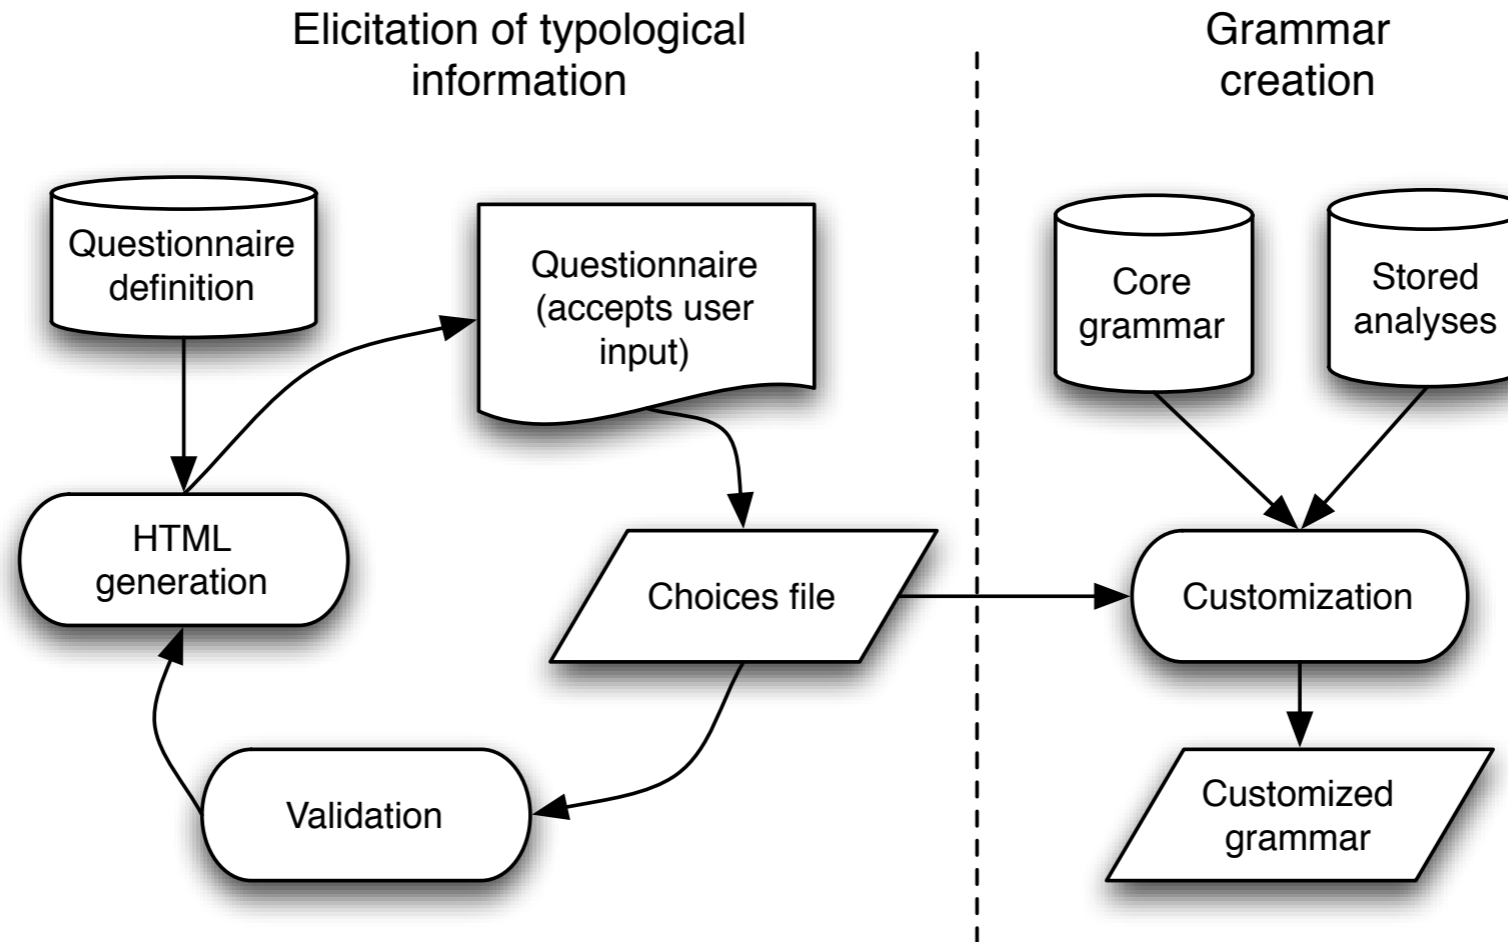 Elicitation of typological
information
Grammar
creation
Questionnaire
definition
Questionnaire
(accepts user
input)
Core
grammar
Stored
analyses
HTML
generation
Choices file
Customization
Validation
Customized
grammar